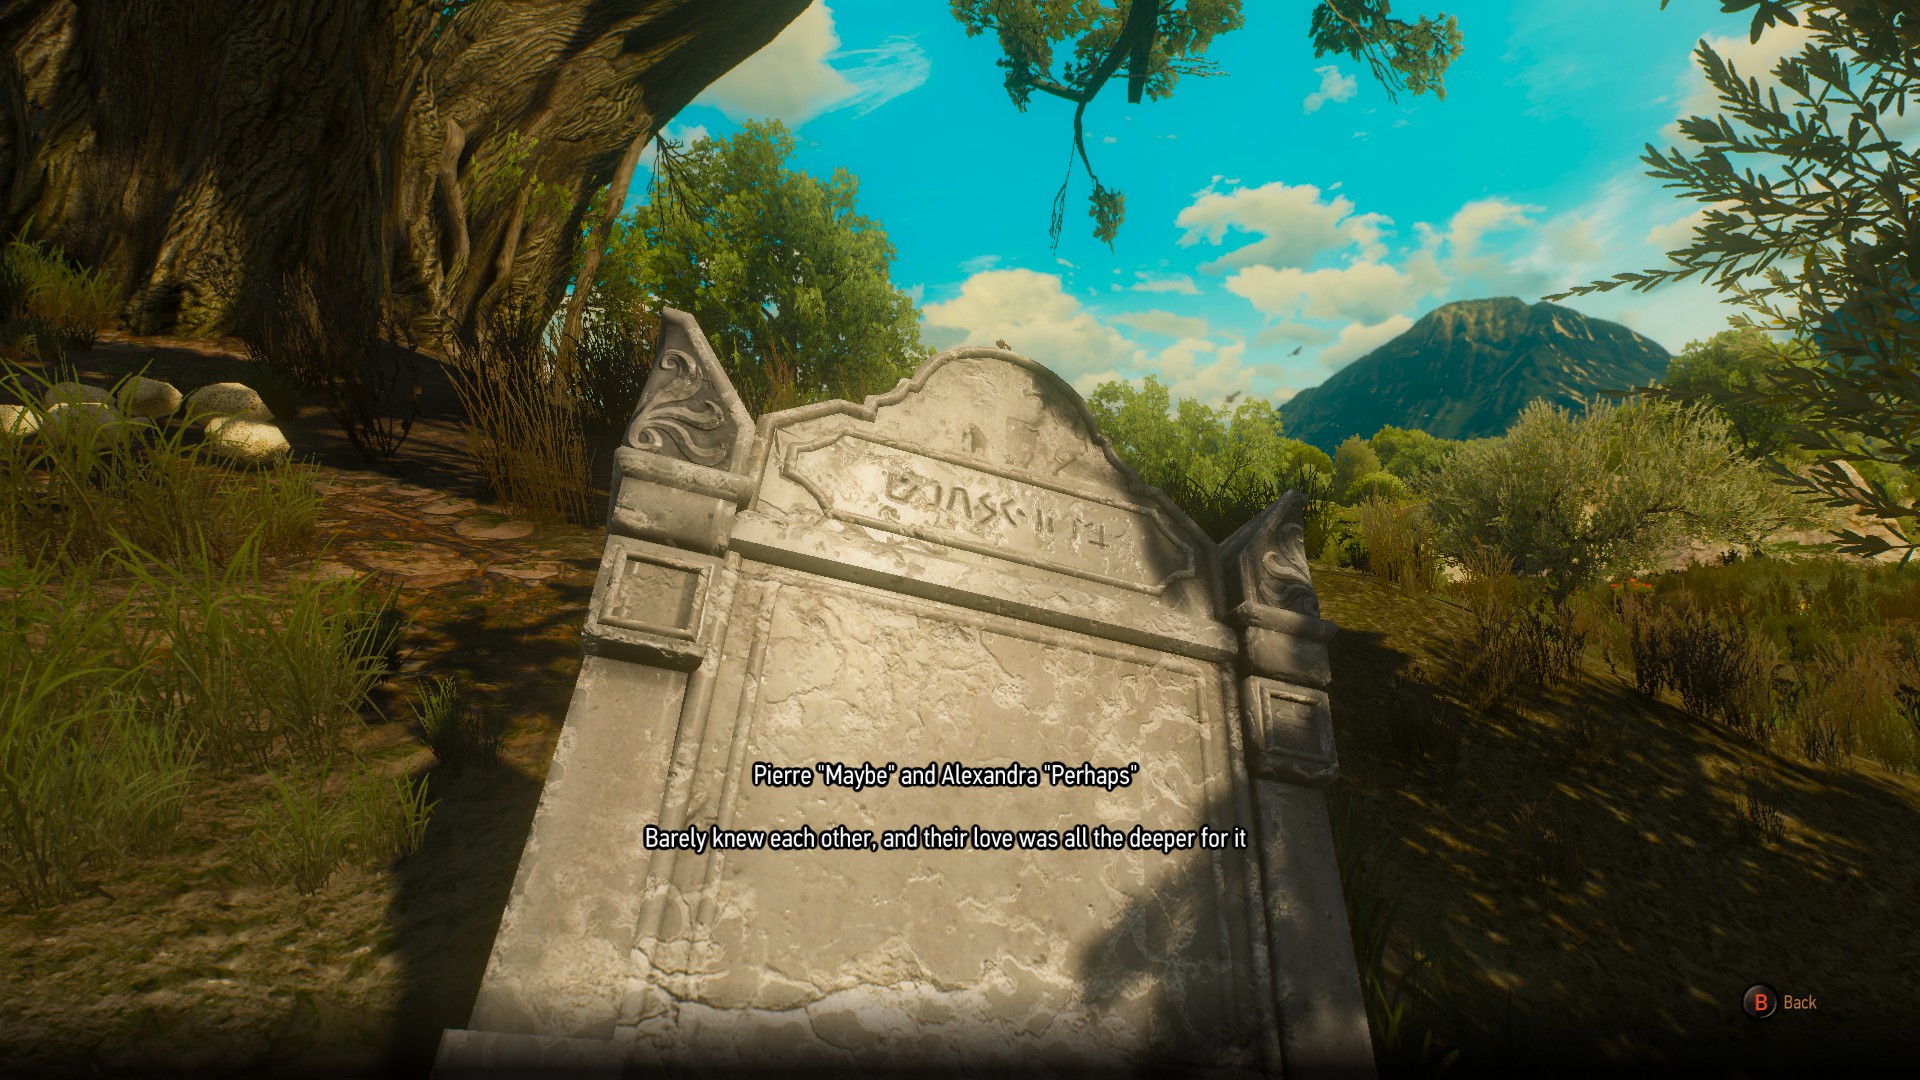 Pierre "Maybe" and Alexandra "Perhaps"
Barely knew each other, and their love was all the deeper for it
B Back